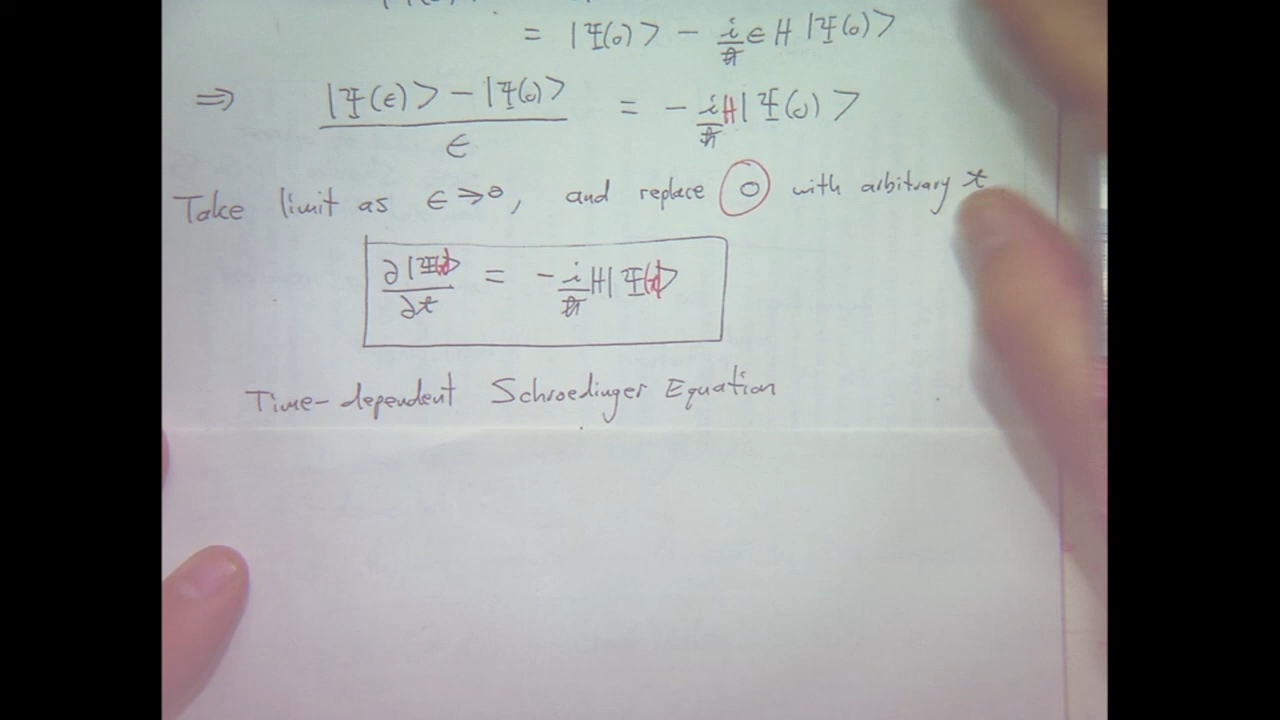 = |Ψ(0)> - i/ħ ∈ H |Ψ(0)>
⇒ |Ψ(∈)> - |Ψ(0)> / ∈ = - i/ħ H|Ψ(0)>
Take limit as ∈→0, and replace 0 with arbitrary t
∂|Ψ(t)> / ∂t = - i/ħ H|Ψ(t)>
Time-dependent Schroedinger Equation